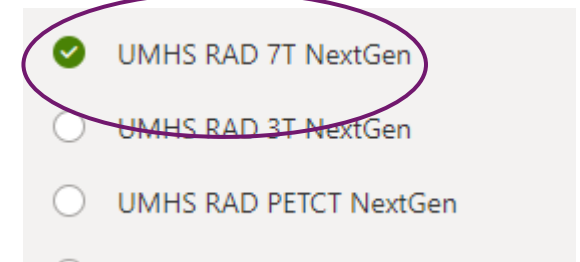 UMHS RAD 7T NextGen
UMHS RAD 3T NextGen
UMHS RAD PETCT NextGen